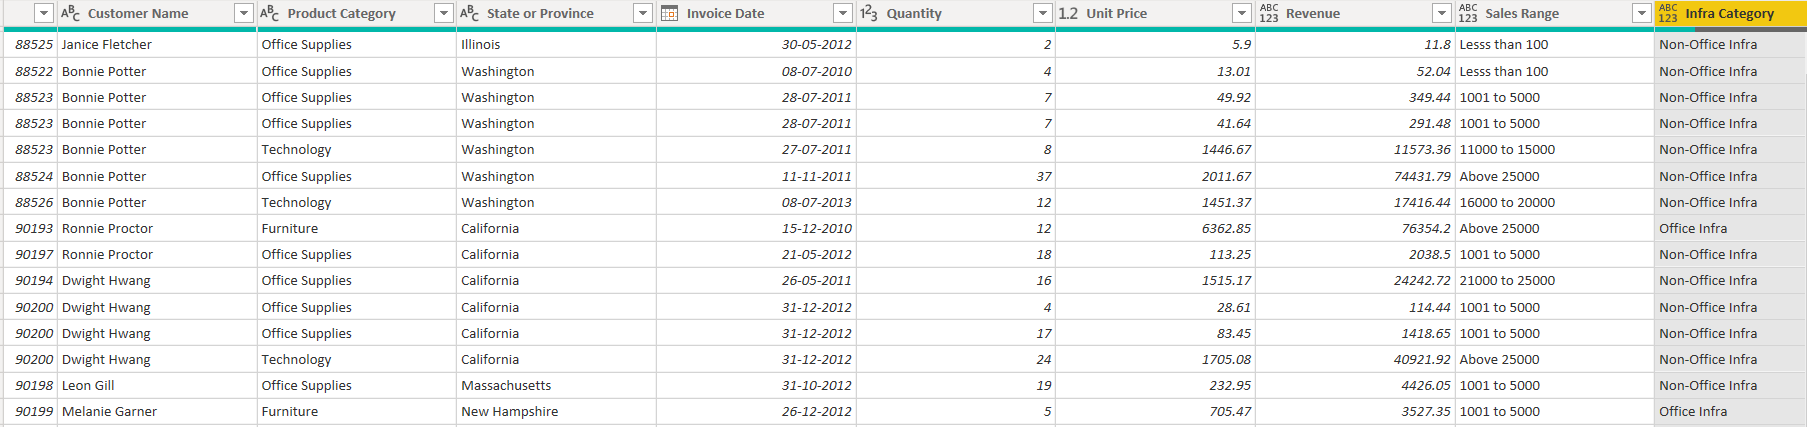 ABC Customer Name ABC Product Category ABC State or Province Invoice Date 123 Quantity 1.2 Unit Price ABC 123 Revenue ABC 123 Sales Range ABC 123 Infra Category
88525 Janice Fletcher Office Supplies Illinois 30-05-2012 2 5.9 11.8 Lesss than 100 Non-Office Infra
88522 Bonnie Potter Office Supplies Washington 08-07-2010 4 13.01 52.04 Lesss than 100 Non-Office Infra
88523 Bonnie Potter Office Supplies Washington 28-07-2011 7 49.92 349.44 1001 to 5000 Non-Office Infra
88523 Bonnie Potter Office Supplies Washington 28-07-2011 7 41.64 291.48 1001 to 5000 Non-Office Infra
88523 Bonnie Potter Technology Washington 27-07-2011 8 1446.67 11573.36 11000 to 15000 Non-Office Infra
88524 Bonnie Potter Office Supplies Washington 11-11-2011 37 2011.67 74431.79 Above 25000 Non-Office Infra
88526 Bonnie Potter Technology Washington 08-07-2013 12 1451.37 17416.44 16000 to 20000 Non-Office Infra
90193 Ronnie Proctor Furniture California 15-12-2010 12 6362.85 76354.2 Above 25000 Office Infra
90197 Ronnie Proctor Office Supplies California 21-05-2012 18 113.25 2038.5 1001 to 5000 Non-Office Infra
90194 Dwight Hwang Office Supplies California 26-05-2011 16 1515.17 24242.72 21000 to 25000 Non-Office Infra
90200 Dwight Hwang Office Supplies California 31-12-2012 4 28.61 114.44 1001 to 5000 Non-Office Infra
90200 Dwight Hwang Office Supplies California 31-12-2012 17 83.45 1418.65 1001 to 5000 Non-Office Infra
90200 Dwight Hwang Technology California 31-12-2012 24 1705.08 40921.92 Above 25000 Non-Office Infra
90198 Leon Gill Office Supplies Massachusetts 31-10-2012 19 232.95 4426.05 1001 to 5000 Non-Office Infra
90199 Melanie Garner Furniture New Hampshire 26-12-2012 5 705.47 3527.35 1001 to 5000 Office Infra